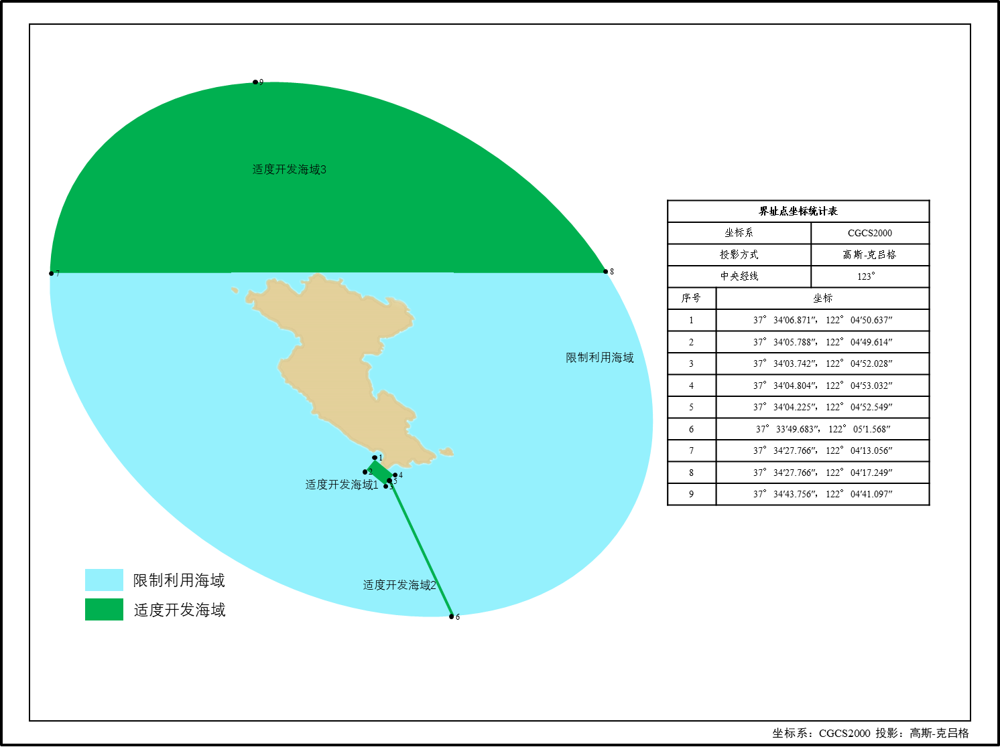 9
适度开发海域3
7
8
限制利用海域
1
2
4
5
3
适度开发海域1
适度开发海域2
6
限制利用海域
适度开发海域
界址点坐标统计表
坐标系 CGCS2000
投影方式 高斯-克吕格
中央经线 123°
序号 坐标
1 37°34′06.871″，122°04′50.637″
2 37°34′05.788″，122°04′49.614″
3 37°34′03.742″，122°04′52.028″
4 37°34′04.804″，122°04′53.032″
5 37°34′04.225″，122°04′52.549″
6 37°33′49.683″，122°05′1.568″
7 37°34′27.766″，122°04′13.056″
8 37°34′27.766″，122°04′17.249″
9 37°34′43.756″，122°04′41.097″
坐标系：CGCS2000 投影：高斯-克吕格